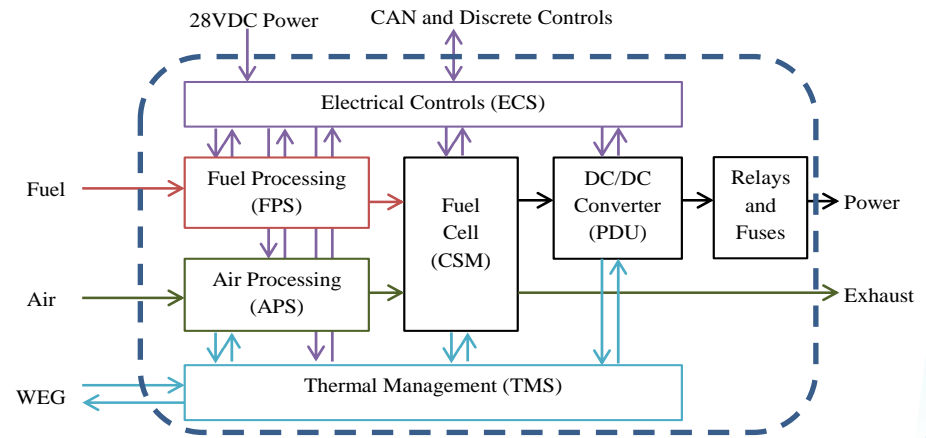 28VDC Power
CAN and Discrete Controls
Electrical Controls (ECS)
Fuel
Fuel Processing
(FPS)
Fuel
Cell
(CSM)
DC/DC
Converter
(PDU)
Relays
and
Fuses
Power
Air
Air Processing
(APS)
Exhaust
WEG
Thermal Management (TMS)